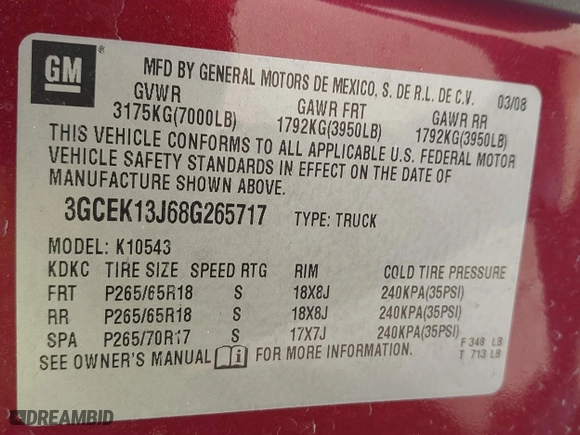 GM
®
MFD BY GENERAL MOTORS DE MEXICO, S. DE R.L. DE C.V. 03/08
GVWR GAWR FRT GAWR RR
3175KG(7000LB) 1792KG(3950LB) 1792KG(3950LB)
THIS VEHICLE CONFORMS TO ALL APPLICABLE U.S. FEDERAL MOTOR
VEHICLE SAFETY STANDARDS IN EFFECT ON THE DATE OF
MANUFACTURE SHOWN ABOVE.
3GCEK13J68G265717 TYPE: TRUCK
MODEL: K10543
KDKC TIRE SIZE SPEED RTG RIM COLD TIRE PRESSURE
FRT P265/65R18 S 18X8J 240KPA(35PSI)
RR P265/65R18 S 18X8J 240KPA(35PSI)
SPA P265/70R17 S 17X7J 240KPA(35PSI) F 348 LB
SEE OWNER'S MANUAL i FOR MORE INFORMATION. T 713 LB
DREAMBID